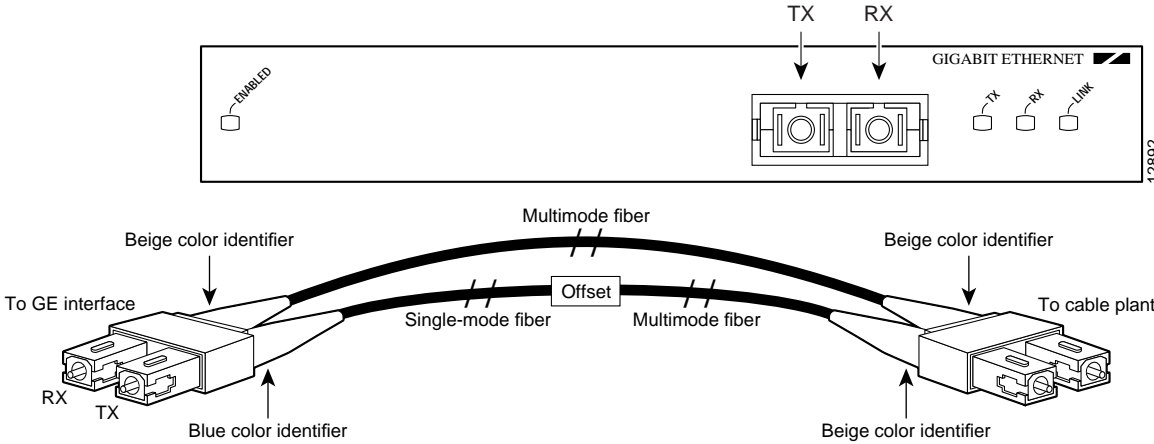 TX RX
GIGABIT ETHERNET
ENABLED
TX
RX
LINK
12892
Multimode fiber
Beige color identifier
Beige color identifier
To GE interface
Offset
To cable plant
Single-mode fiber
Multimode fiber
RX
TX
Blue color identifier
Beige color identifier